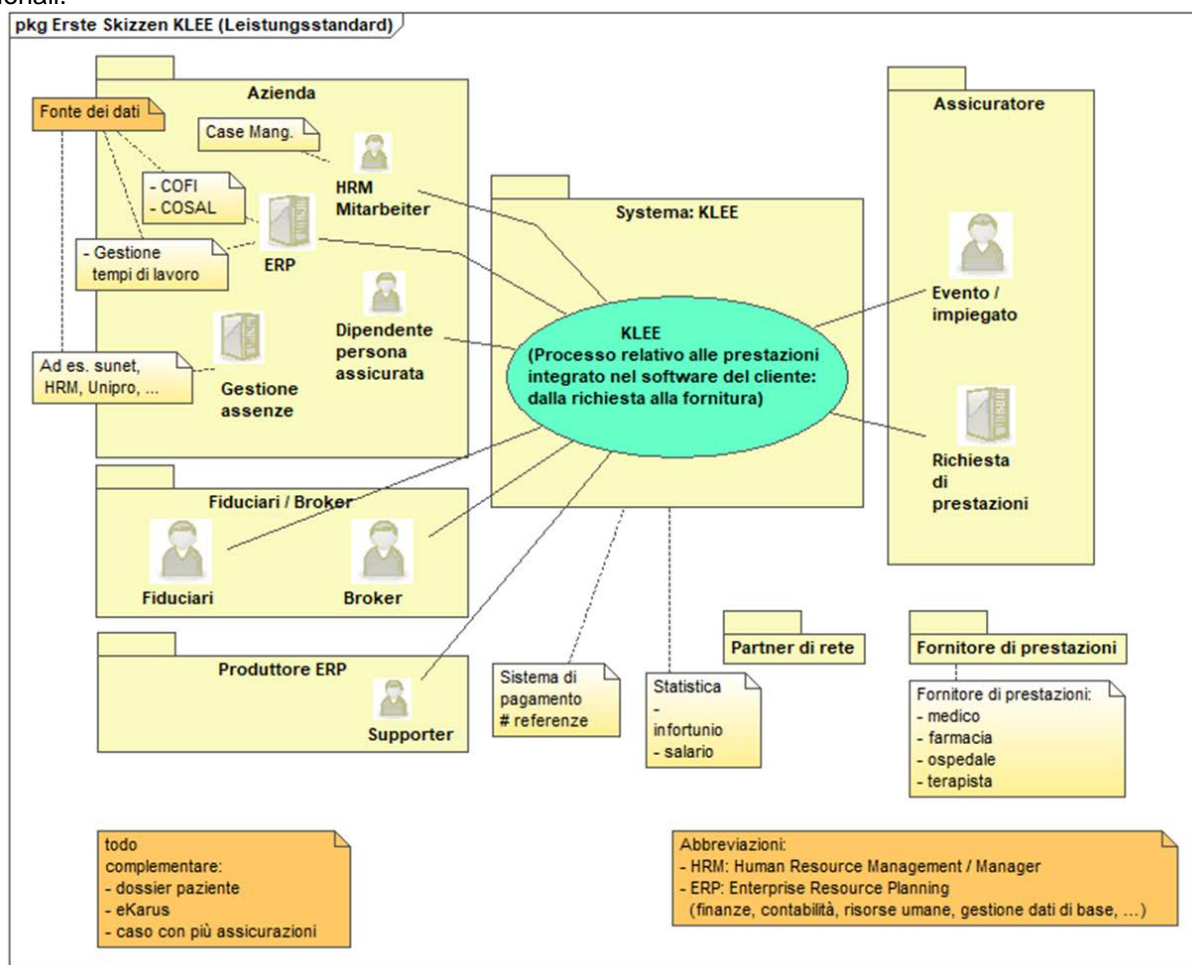 pkg Erste Skizzen KLEE (Leistungsstandard)
Azienda
Fonte dei dati
Case Mang.
HRM
Mitarbeiter
- COFI
- COSAL
ERP
- Gestione
tempi di lavoro
Dipendente
persona
assicurata
Ad es. sunet,
HRM, Unipro, ...
Gestione
assenze
Systema: KLEE
KLEE
(Processo relativo alle prestazioni
integrato nel software del cliente:
dalla richiesta alla fornitura)
Assicuratore
Evento /
impiegato
Richiesta
di
prestazioni
Fiduciari / Broker
Fiduciari
Broker
Produttore ERP
Supporter
Sistema di
pagamento
# referenze
Statistica
-
infortunio
- salario
Partner di rete
Fornitore di prestazioni
Fornitore di prestazioni:
- medico
- farmacia
- ospedale
- terapista
todo
complementare:
- dossier paziente
- eKarus
- caso con più assicurazioni
Abbreviazioni:
- HRM: Human Resource Management / Manager
- ERP: Enterprise Resource Planning
(finanze, contabilità, risorse umane, gestione dati di base, ...)